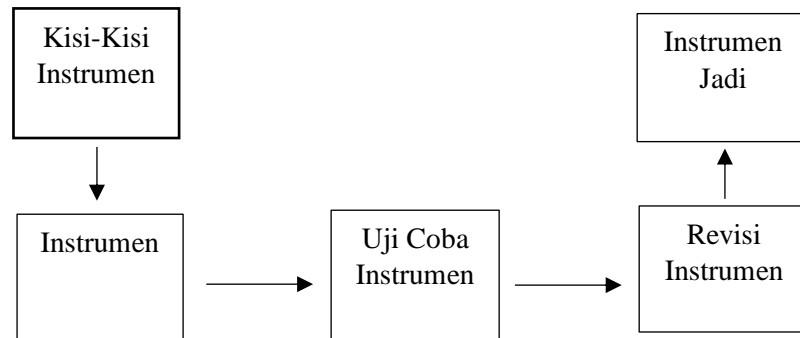 Kisi-Kisi
Instrumen
Instrumen
Jadi
Instrumen
Uji Coba
Instrumen
Revisi
Instrumen